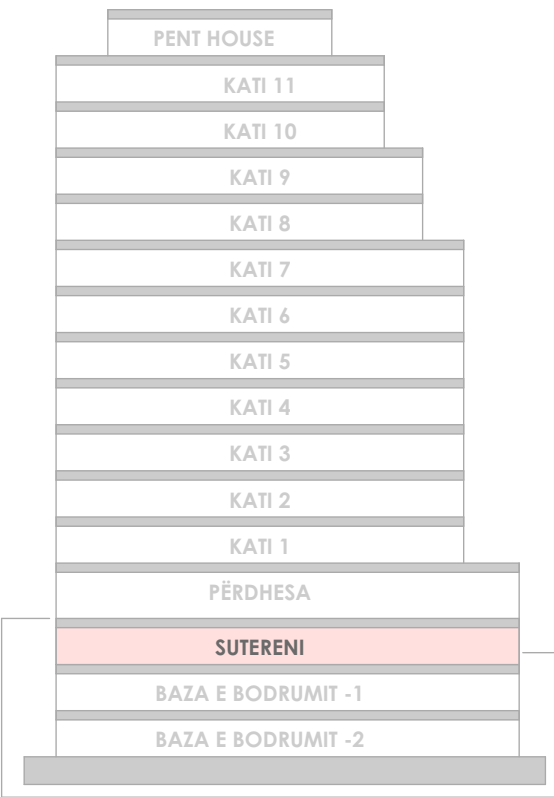 PENT HOUSE
KATI 11
KATI 10
KATI 9
KATI 8
KATI 7
KATI 6
KATI 5
KATI 4
KATI 3
KATI 2
KATI 1
PËRDHESA
SUTERENI
BAZA E BODRUMIT -1
BAZA E BODRUMIT -2